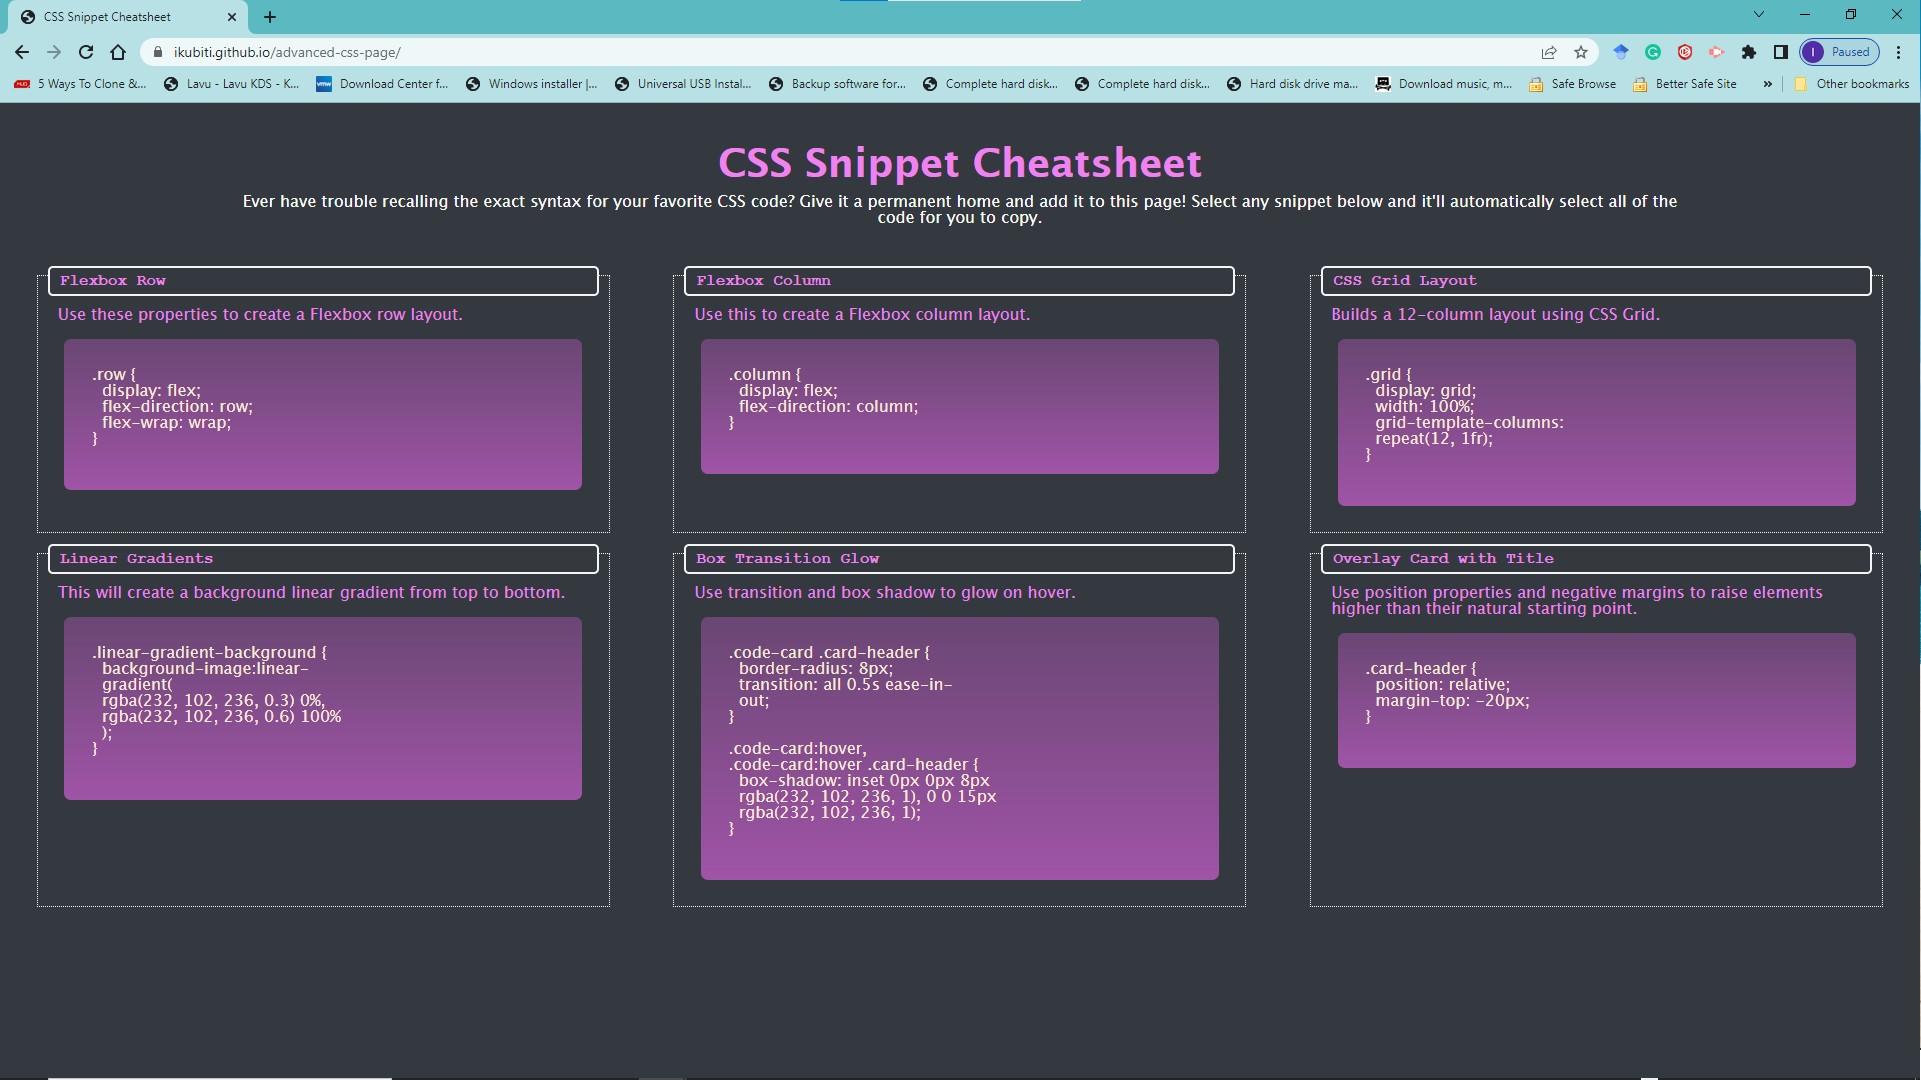 CSS Snippet Cheatsheet
ikubiti.github.io/advanced-css-page/
Paused
5 Ways To Clone &...
Lavu - Lavu KDS - K...
Download Center f...
Windows installer |...
Universal USB Instal...
Backup software for...
Complete hard disk...
Complete hard disk...
Hard disk drive ma...
Download music, m...
Safe Browse
Better Safe Site
»
Other bookmarks
CSS Snippet Cheatsheet
Ever have trouble recalling the exact syntax for your favorite CSS code? Give it a permanent home and add it to this page! Select any snippet below and it'll automatically select all of the
code for you to copy.
Flexbox Row
Use these properties to create a Flexbox row layout.
.row {
display: flex;
flex-direction: row;
flex-wrap: wrap;
}
Flexbox Column
Use this to create a Flexbox column layout.
.column {
display: flex;
flex-direction: column;
}
CSS Grid Layout
Builds a 12-column layout using CSS Grid.
.grid {
display: grid;
width: 100%;
grid-template-columns:
repeat(12, 1fr);
}
Linear Gradients
This will create a background linear gradient from top to bottom.
.linear-gradient-background {
background-image:linear-
gradient(
rgba(232, 102, 236, 0.3) 0%,
rgba(232, 102, 236, 0.6) 100%
);
}
Box Transition Glow
Use transition and box shadow to glow on hover.
.code-card .card-header {
border-radius: 8px;
transition: all 0.5s ease-in-
out;
}
.code-card:hover,
.code-card:hover .card-header {
box-shadow: inset 0px 0px 8px
rgba(232, 102, 236, 1), 0 0 15px
rgba(232, 102, 236, 1);
}
Overlay Card with Title
Use position properties and negative margins to raise elements
higher than their natural starting point.
.card-header {
position: relative;
margin-top: -20px;
}